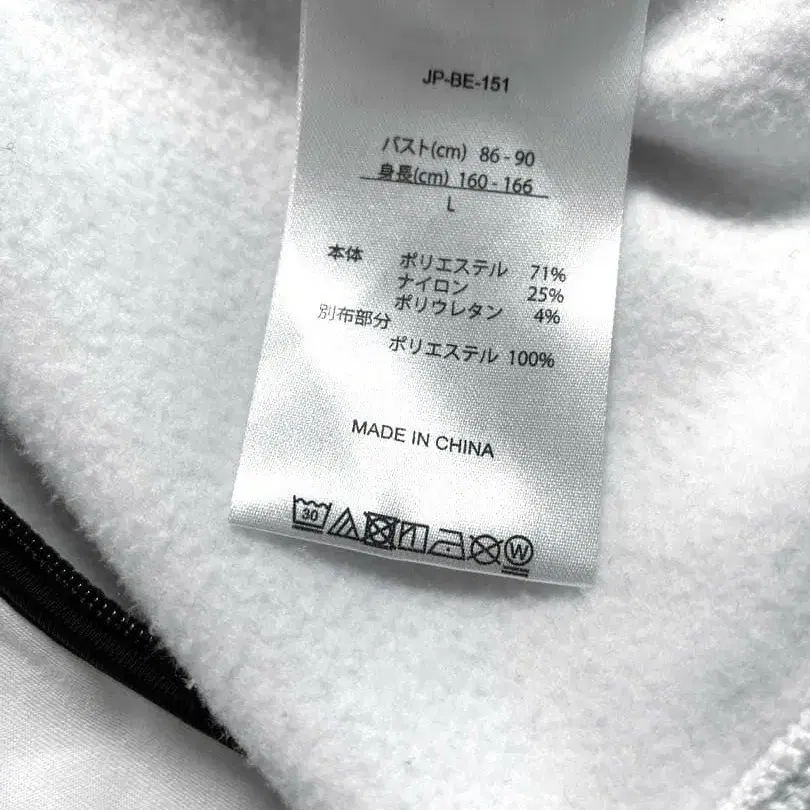 JP-BE-151
バスト(cm) 86-90
身長(cm) 160-166
L
本体 ポリエステル 71%
ナイロン 25%
ポリウレタン 4%
別布部分
ポリエステル 100%
MADE IN CHINA
30 W